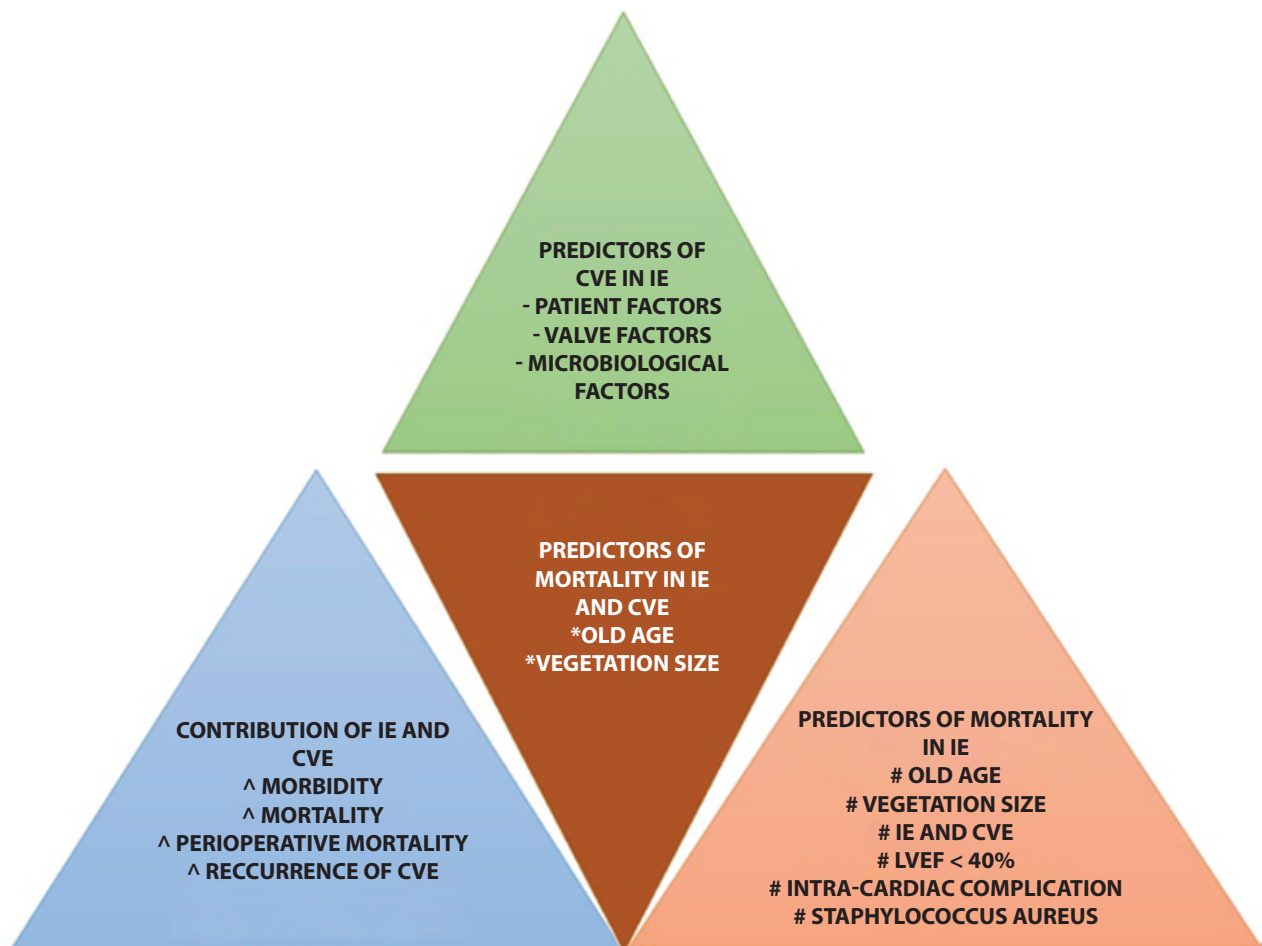 PREDICTORS OF
CVE IN IE
- PATIENT FACTORS
- VALVE FACTORS
- MICROBIOLOGICAL
FACTORS
PREDICTORS OF
MORTALITY IN IE
AND CVE
*OLD AGE
*VEGETATION SIZE
CONTRIBUTION OF IE AND
CVE
^ MORBIDITY
^ MORTALITY
^ PERIOPERATIVE MORTALITY
^ RECCURRENCE OF CVE
PREDICTORS OF MORTALITY
IN IE
# OLD AGE
# VEGETATION SIZE
# IE AND CVE
# LVEF < 40%
# INTRA-CARDIAC COMPLICATION
# STAPHYLOCOCCUS AUREUS